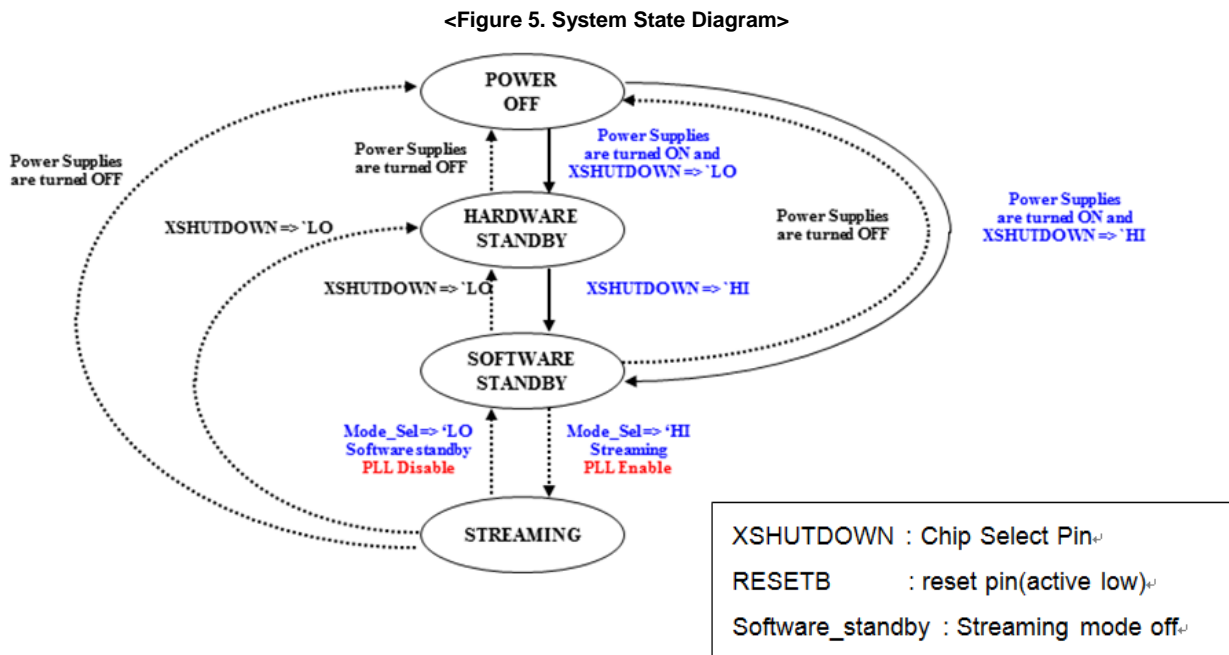 <Figure 5. System State Diagram>
POWER
OFF
Power Supplies
are turned OFF
Power Supplies
are turned OFF
Power Supplies
are turned ON and
XSHUTDOWN=>`LO
HARDWARE
STANDBY
XSHUTDOWN=>`LO
Power Supplies
are turned OFF
Power Supplies
are turned ON and
XSHUTDOWN=>`HI
XSHUTDOWN=>`LO
XSHUTDOWN=>`HI
SOFTWARE
STANDBY
Mode_Sel=> ‘LO
Software standby
PLL Disable
Mode_Sel=> ‘HI
Streaming
PLL Enable
STREAMING
XSHUTDOWN : Chip Select Pin↵
RESETB : reset pin(active low)↵
Software_standby : Streaming mode off↵